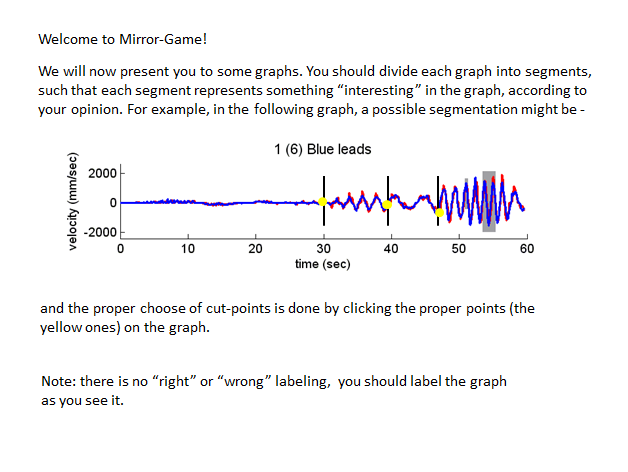 Welcome to Mirror-Game!
We will now present you to some graphs. You should divide each graph into segments,
such that each segment represents something “interesting” in the graph, according to
your opinion. For example, in the following graph, a possible segmentation might be -
1 (6) Blue leads
velocity (mm/sec)
2000
0
-2000
0 10 20 30 40 50 60
time (sec)
and the proper choose of cut-points is done by clicking the proper points (the
yellow ones) on the graph.
Note: there is no “right” or “wrong” labeling, you should label the graph
as you see it.